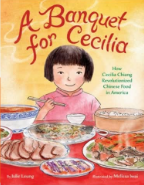 A Banquet
for Cecilia
How
Cecilia Chiang
Revolutionized
Chinese Food
in America
by Julie Leung
illustrated by Melissa Iwai